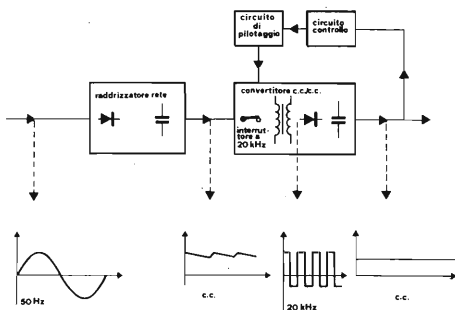 circuito
di
pilotaggio
circuito
controllo
raddrizzatore rete
convertitore c.c./c.c.
interrut-
tore a
20 kHz
50 Hz
c.c.
20 kHz
c.c.